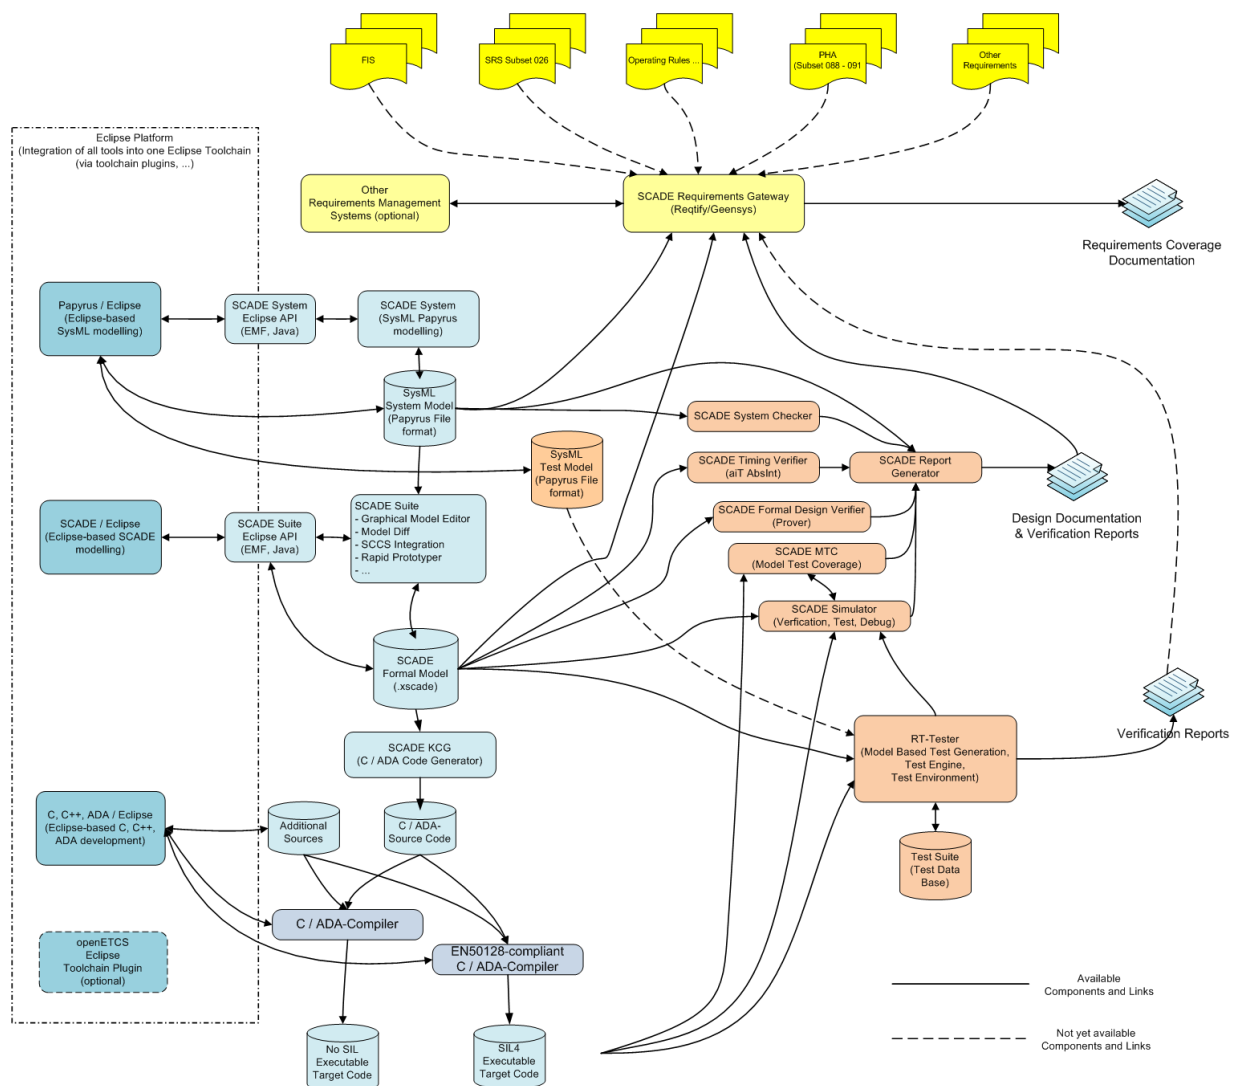 FIS
SRS Subset 026
Operating Rules ...
PHA
(Subset 088 - 091
Other
Requirements
Eclipse Platform
(Integration of all tools into one Eclipse Toolchain
(via toolchain plugins, ...)
Other
Requirements Management
Systems (optional)
SCADE Requirements Gateway
(Reqtify/Geensys)
Requirements Coverage
Documentation
Papyrus / Eclipse
(Eclipse-based
SysML modelling)
SCADE System
Eclipse API
(EMF, Java)
SCADE System
(SysML Papyrus
modelling)
SysML
System Model
(Papyrus File
format)
SCADE System Checker
SysML
Test Model
(Papyrus File
format)
SCADE Timing Verifier
(aiT AbsInt)
SCADE Report
Generator
SCADE / Eclipse
(Eclipse-based SCADE
modelling)
SCADE Suite
Eclipse API
(EMF, Java)
SCADE Suite
- Graphical Model Editor
- Model Diff
- SCCS Integration
- Rapid Prototyper
- ...
SCADE Formal Design Verifier
(Prover)
Design Documentation
& Verification Reports
SCADE MTC
(Model Test Coverage)
SCADE Simulator
(Verfication, Test, Debug)
SCADE
Formal Model
(.xscade)
Verification Reports
SCADE KCG
(C / ADA Code Generator)
RT-Tester
(Model Based Test Generation,
Test Engine,
Test Environment)
C, C++, ADA / Eclipse
(Eclipse-based C, C++,
ADA development)
Additional
Sources
C / ADA-
Source Code
Test Suite
(Test Data
Base)
C / ADA-Compiler
openETCS
Eclipse
Toolchain Plugin
(optional)
EN50128-compliant
C / ADA-Compiler
Available
Components and Links
No SIL
Executable
Target Code
SIL4
Executable
Target Code
Not yet available
Components and Links